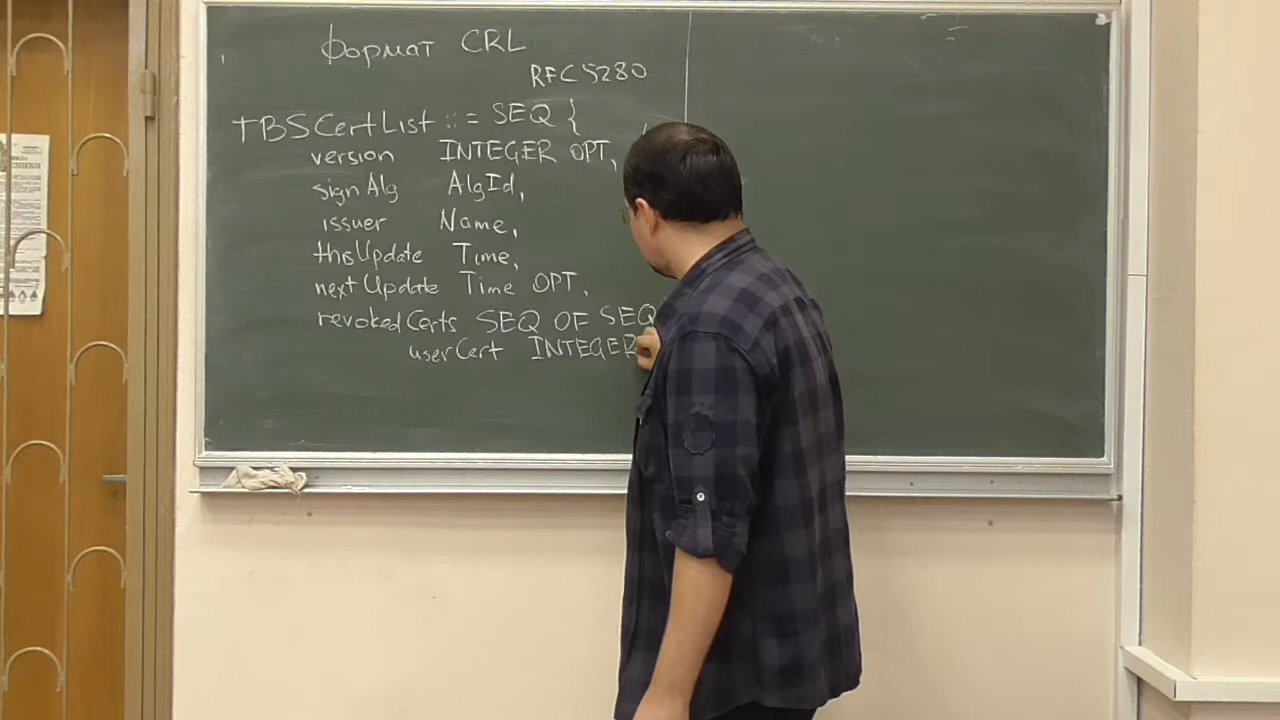 Формат CRL
RFC5280
TBSCertList ::= SEQ {
version INTEGER OPT,
signAlg AlgId,
issuer Name,
thisUpdate Time,
nextUpdate Time OPT,
revokedCerts SEQ OF SEQ
userCert INTEGER